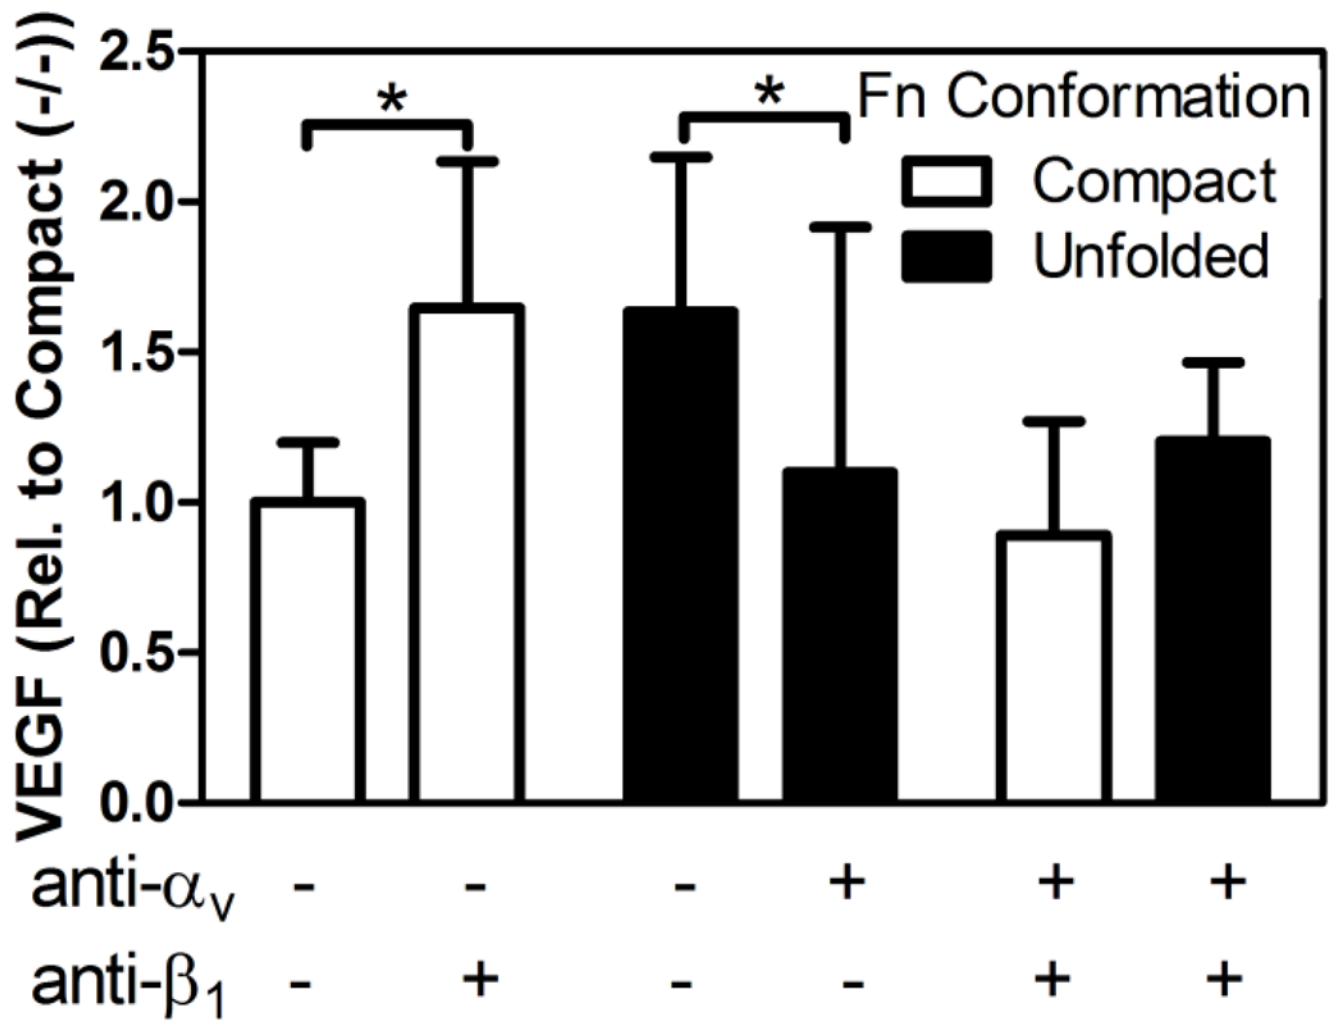 VEGF (Rel. to Compact (-/-))
2.5
2.0
1.5
1.0
0.5
0.0
* *
Fn Conformation
Compact
Unfolded
anti-αv - - - + + +
anti-β1 - + - - + +